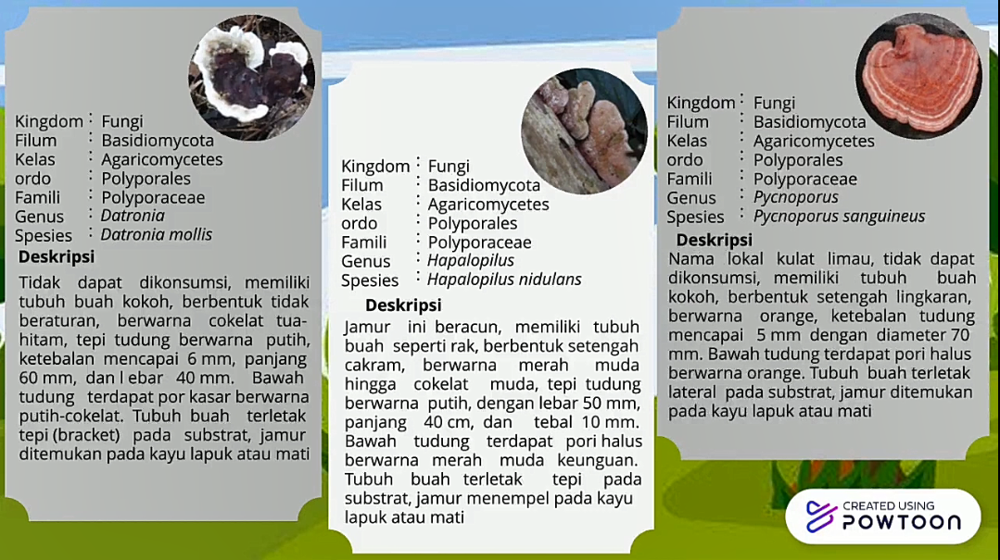 Kingdom : Fungi
Filum : Basidiomycota
Kelas : Agaricomycetes
ordo : Polyporales
Famili : Polyporaceae
Genus : Datronia
Spesies : Datronia mollis
Deskripsi
Tidak dapat dikonsumsi, memiliki
tubuh buah kokoh, berbentuk tidak
beraturan, berwarna cokelat tua-
hitam, tepi tudung berwarna putih,
ketebalan mencapai 6 mm, panjang
60 mm, dan l ebar 40 mm. Bawah
tudung terdapat por kasar berwarna
putih-cokelat. Tubuh buah terletak
tepi (bracket) pada substrat, jamur
ditemukan pada kayu lapuk atau mati
Kingdom : Fungi
Filum : Basidiomycota
Kelas : Agaricomycetes
ordo : Polyporales
Famili : Polyporaceae
Genus : Hapalopilus
Spesies : Hapalopilus nidulans
Deskripsi
Jamur ini beracun, memiliki tubuh
buah seperti rak, berbentuk setengah
cakram, berwarna merah muda
hingga cokelat muda, tepi tudung
berwarna putih, dengan lebar 50 mm,
panjang 40 cm, dan tebal 10 mm.
Bawah tudung terdapat pori halus
berwarna merah muda keunguan.
Tubuh buah terletak tepi pada
substrat, jamur menempel pada kayu
lapuk atau mati
Kingdom : Fungi
Filum : Basidiomycota
Kelas : Agaricomycetes
ordo : Polyporales
Famili : Polyporaceae
Genus : Pycnoporus
Spesies : Pycnoporus sanguineus
Deskripsi
Nama lokal kulat limau, tidak dapat
dikonsumsi, memiliki tubuh buah
kokoh, berbentuk setengah lingkaran,
berwarna orange, ketebalan tudung
mencapai 5 mm dengan diameter 70
mm. Bawah tudung terdapat pori halus
berwarna orange. Tubuh buah terletak
lateral pada substrat, jamur ditemukan
pada kayu lapuk atau mati
CREATED USING
POWTOON